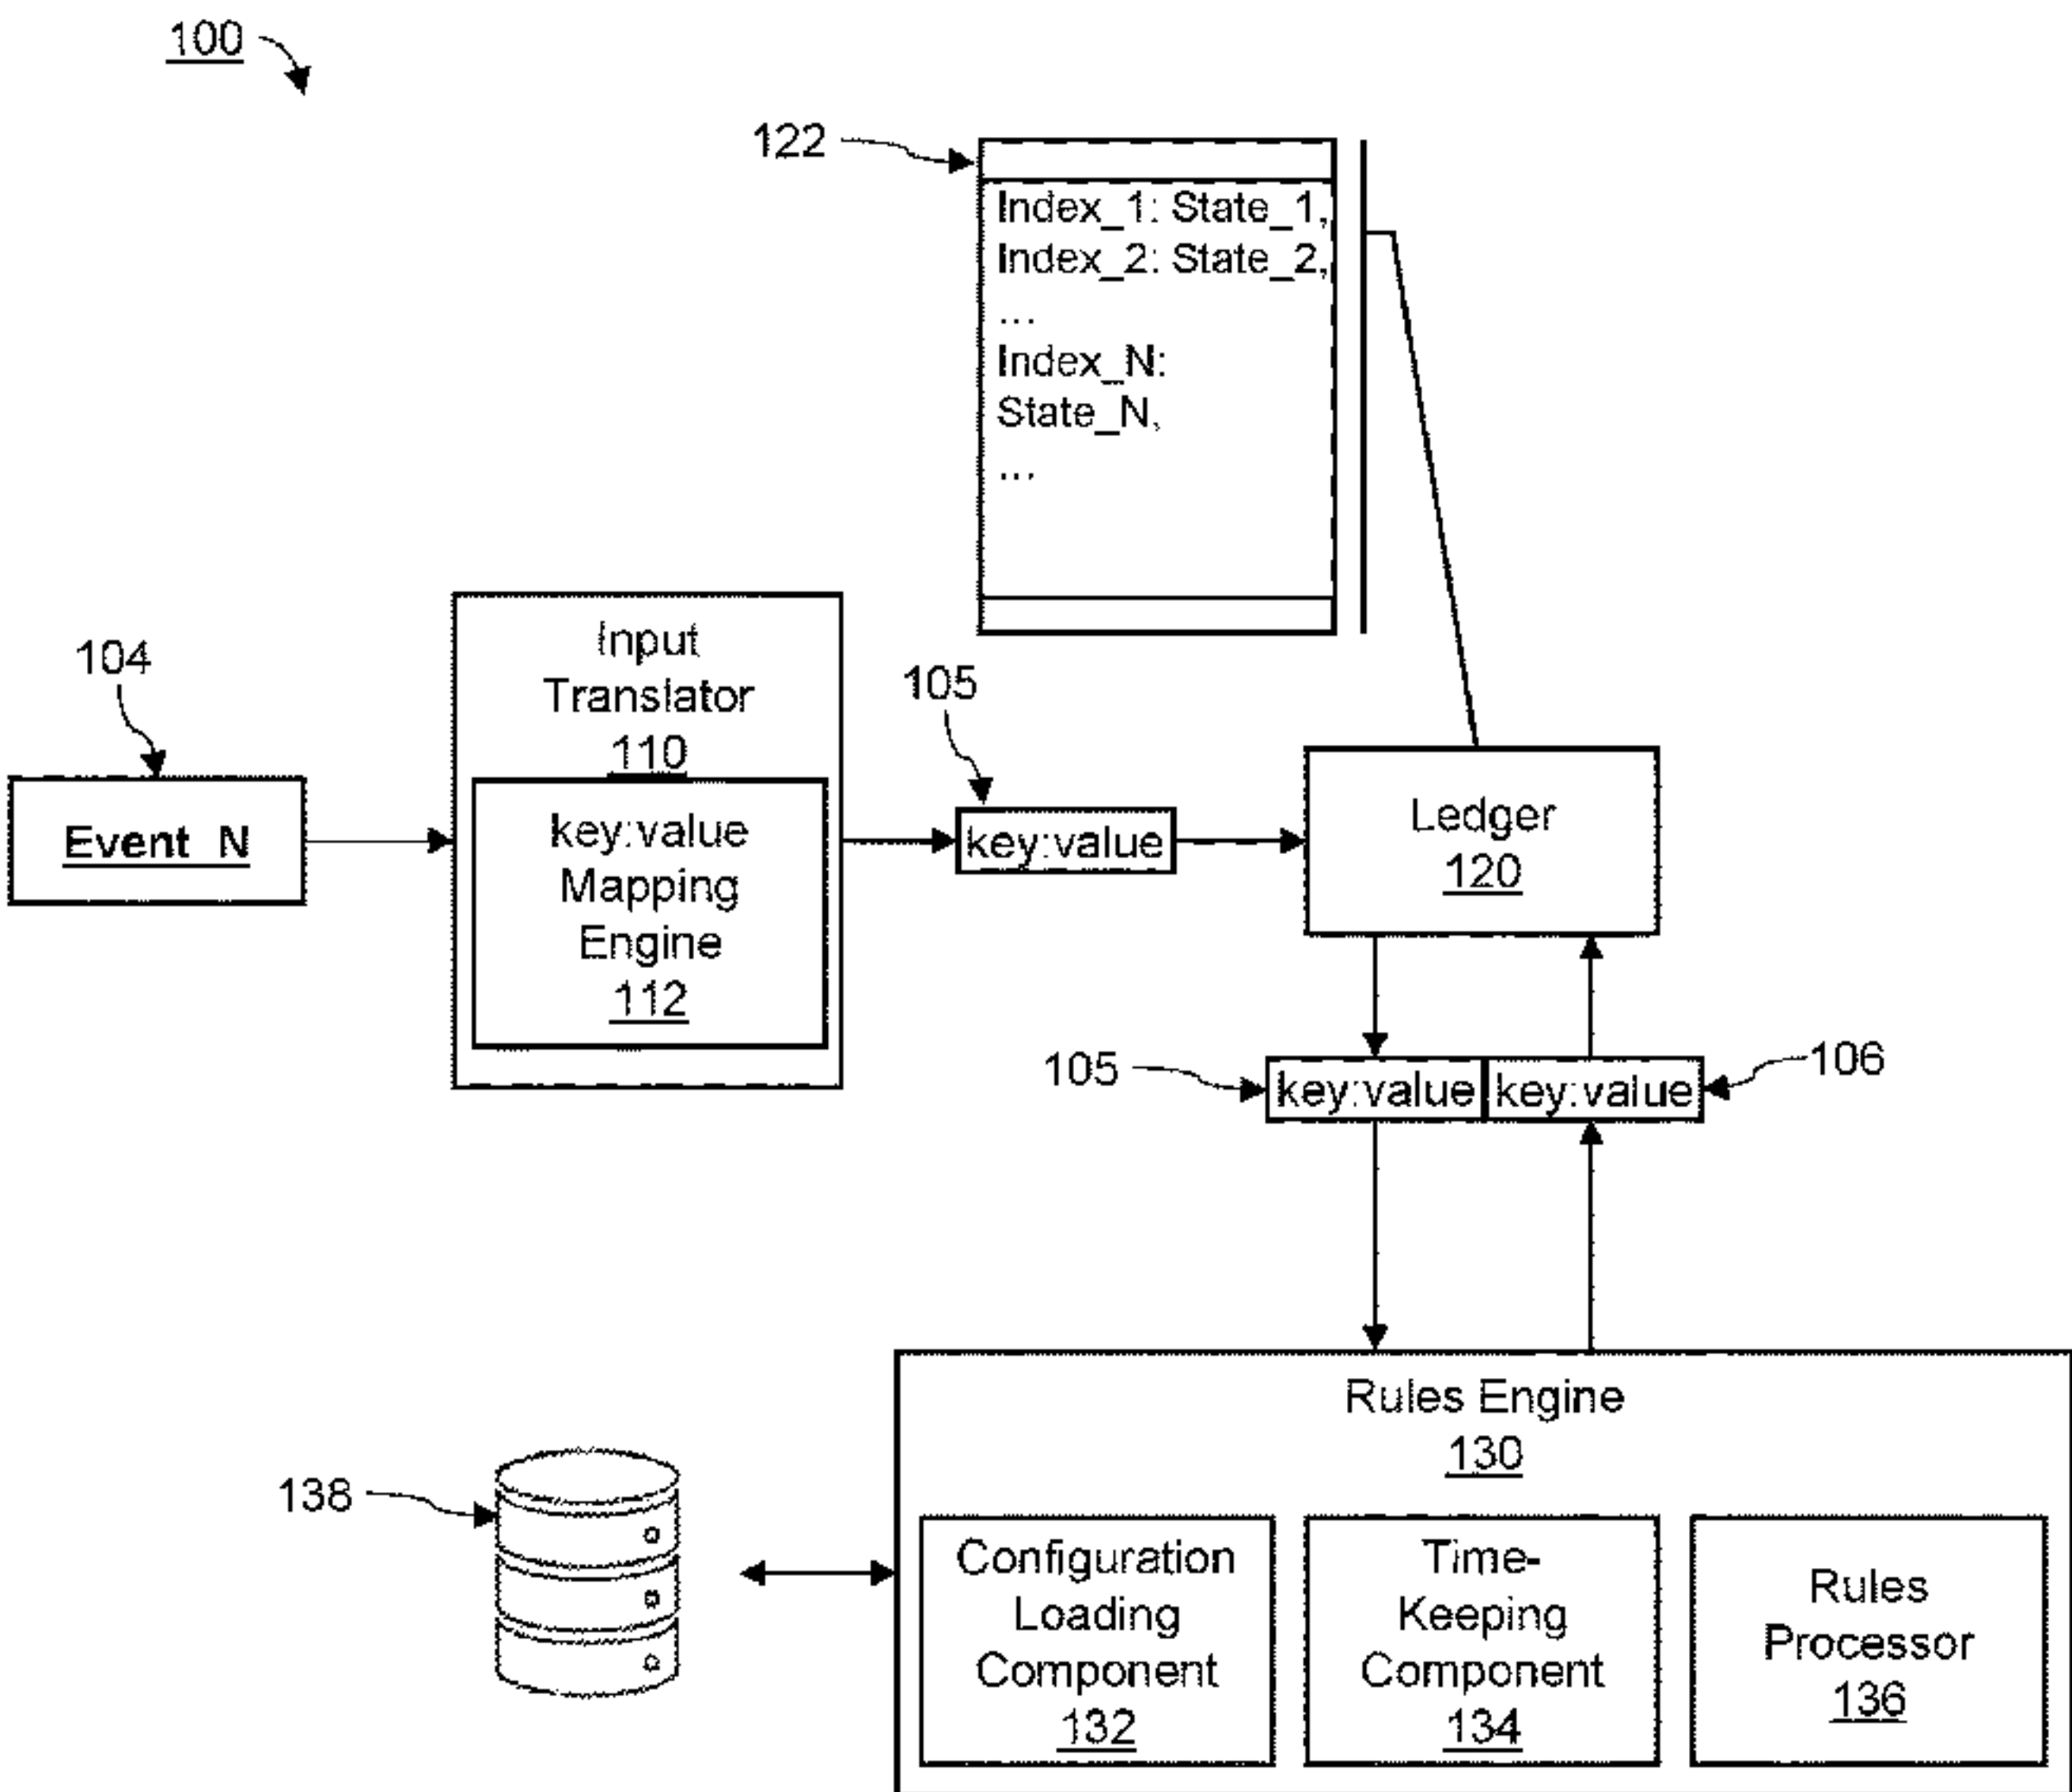 100
122
Index_1: State_1,
Index_2: State_2,
...
Index_N:
State_N,
...
104
Event_N
Input
Translator
110
key:value
Mapping
Engine
112
105
key:value
Ledger
120
105
key:value
key:value
106
Rules Engine
130
138
Configuration
Loading
Component
132
Time-
Keeping
Component
134
Rules
Processor
136